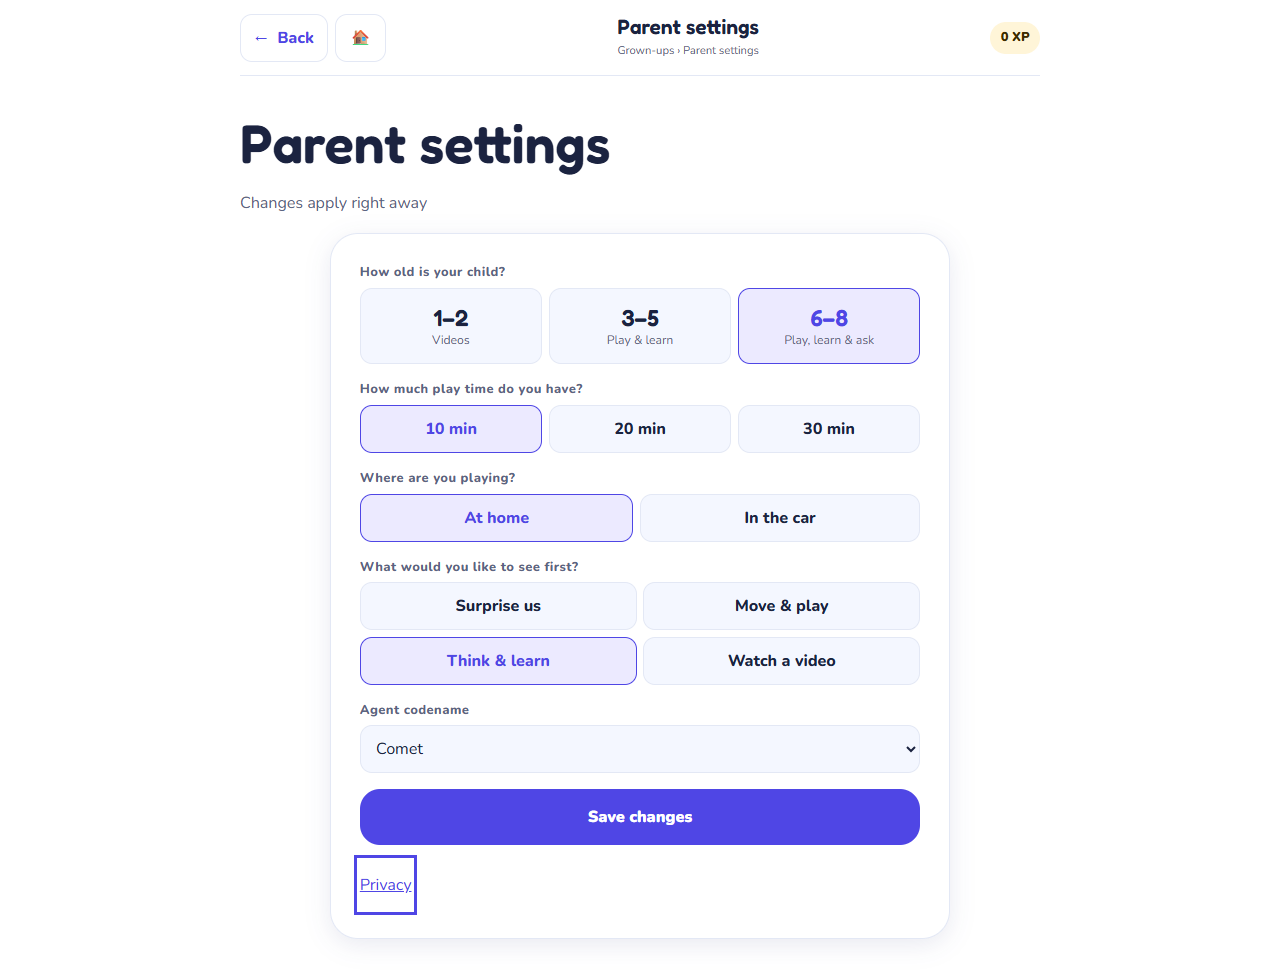 ← Back
Parent settings
Grown-ups › Parent settings
0 XP
Parent settings
Changes apply right away
How old is your child?
1–2
Videos
3–5
Play & learn
6–8
Play, learn & ask
How much play time do you have?
10 min
20 min
30 min
Where are you playing?
At home
In the car
What would you like to see first?
Surprise us
Move & play
Think & learn
Watch a video
Agent codename
Comet
Save changes
Privacy